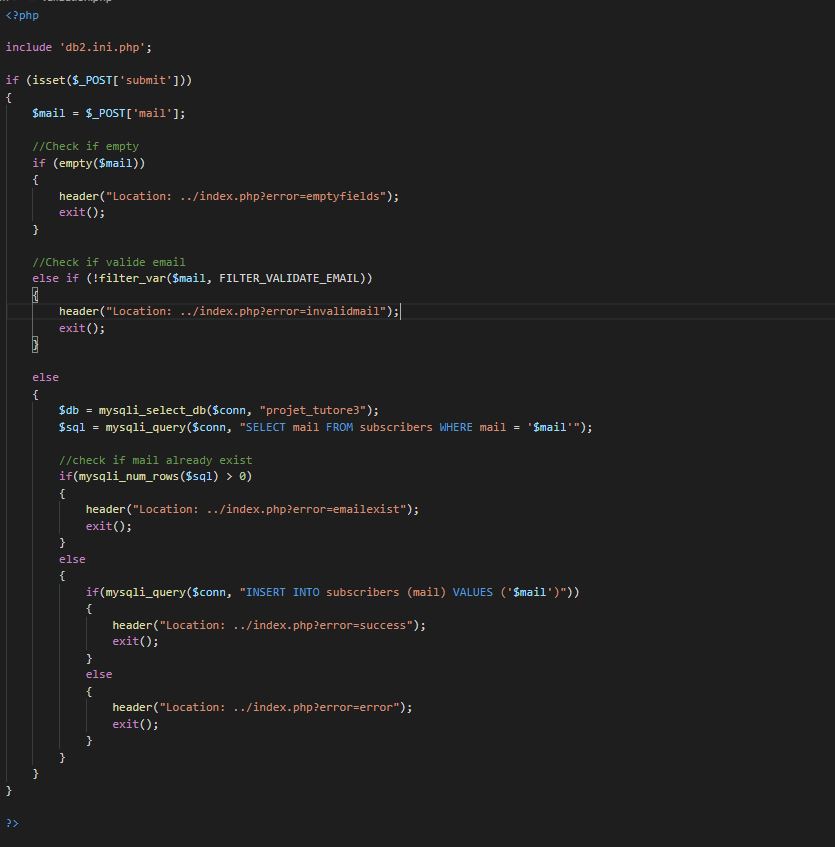 <?php
include 'db2.ini.php';
if (isset($_POST['submit']))
{
$mail = $_POST['mail'];
//Check if empty
if (empty($mail))
{
header("Location: ../index.php?error=emptyfields");
exit();
}
//Check if valide email
else if (!filter_var($mail, FILTER_VALIDATE_EMAIL))
{
header("Location: ../index.php?error=invalidmail");
exit();
}
else
{
$db = mysqli_select_db($conn, "projet_tutore3");
$sql = mysqli_query($conn, "SELECT mail FROM subscribers WHERE mail = '$mail'");
//check if mail already exist
if(mysqli_num_rows($sql) > 0)
{
header("Location: ../index.php?error=emailexist");
exit();
}
else
{
if(mysqli_query($conn, "INSERT INTO subscribers (mail) VALUES ('$mail')"))
{
header("Location: ../index.php?error=success");
exit();
}
else
{
header("Location: ../index.php?error=error");
exit();
}
}
}
}
?>